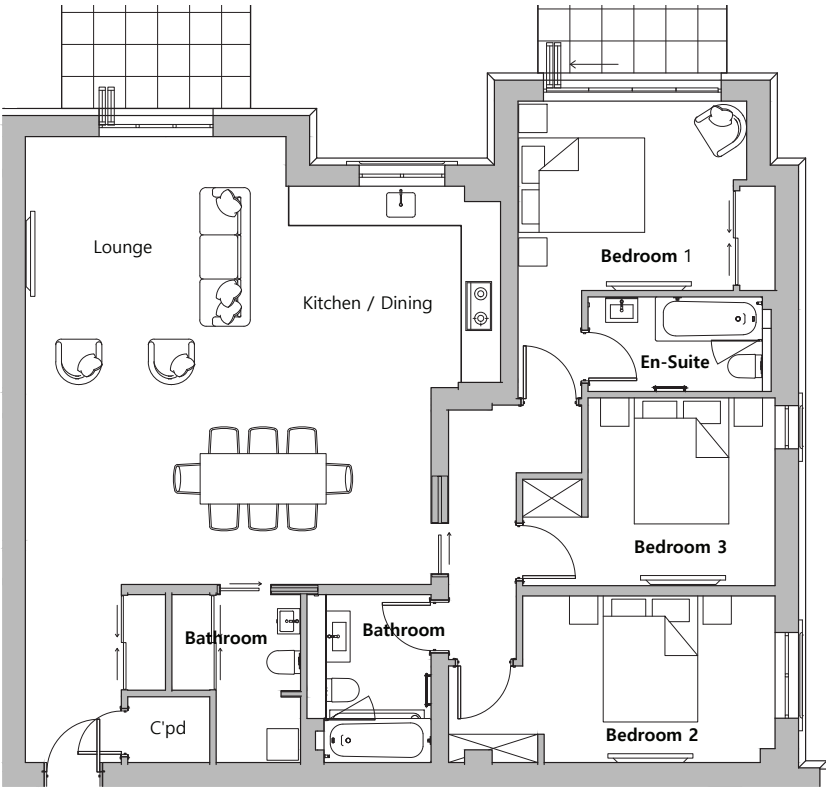 Lounge
Bedroom 1
Kitchen / Dining
En-Suite
Bedroom 3
Bathroom
Bathroom
C'pd
Bedroom 2